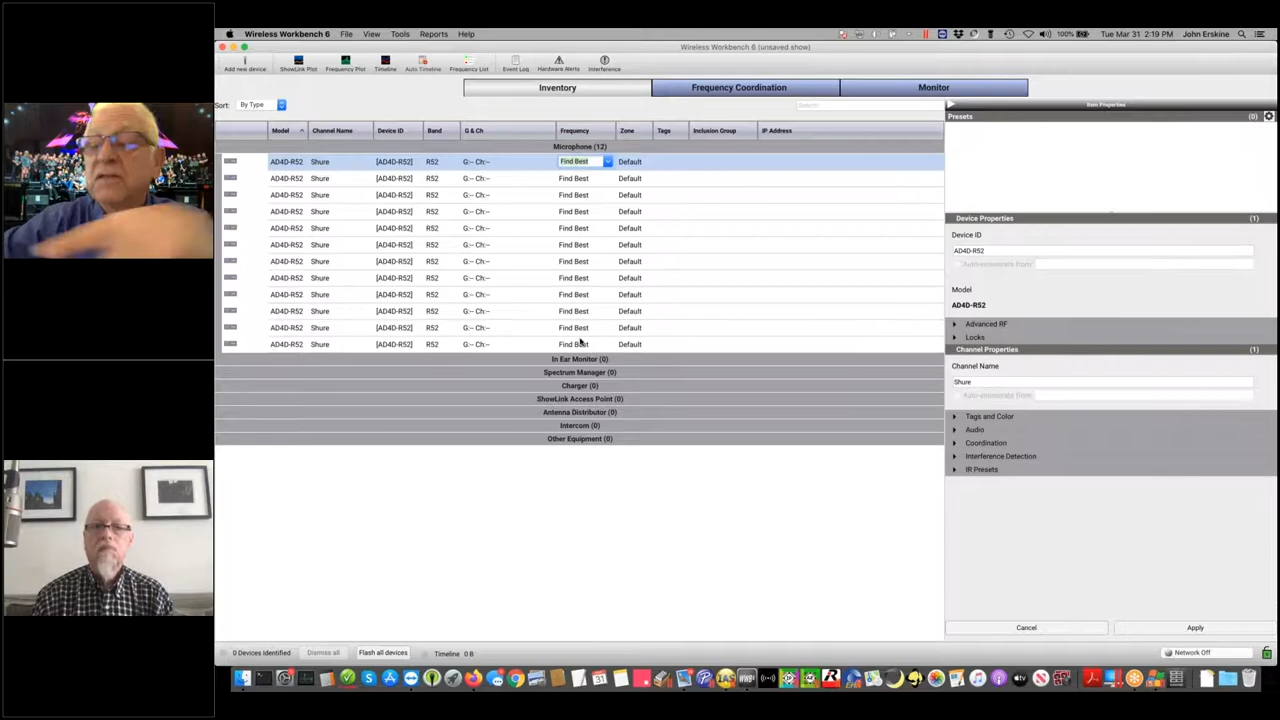 Wireless Workbench 6 File View Tools Reports Help 100% Tue Mar 31 2:19 PM John Erskine
Wireless Workbench 6 (unsaved show)
Add new device ShowLink Plot Frequency Plot Timeline Auto Timeline Frequency List Event Log Hardware Alerts Interference
Inventory Frequency Coordination Monitor
Sort: By Type Search Item Properties
Presets (0)
Model Channel Name Device ID Band G & Ch Frequency Zone Tags Inclusion Group IP Address
Microphone (12)
AD4D-R52 Shure [AD4D-R52] R52 G:-- Ch:-- Find Best Default
AD4D-R52 Shure [AD4D-R52] R52 G:-- Ch:-- Find Best Default
AD4D-R52 Shure [AD4D-R52] R52 G:-- Ch:-- Find Best Default
AD4D-R52 Shure [AD4D-R52] R52 G:-- Ch:-- Find Best Default
AD4D-R52 Shure [AD4D-R52] R52 G:-- Ch:-- Find Best Default
AD4D-R52 Shure [AD4D-R52] R52 G:-- Ch:-- Find Best Default
AD4D-R52 Shure [AD4D-R52] R52 G:-- Ch:-- Find Best Default
AD4D-R52 Shure [AD4D-R52] R52 G:-- Ch:-- Find Best Default
AD4D-R52 Shure [AD4D-R52] R52 G:-- Ch:-- Find Best Default
AD4D-R52 Shure [AD4D-R52] R52 G:-- Ch:-- Find Best Default
AD4D-R52 Shure [AD4D-R52] R52 G:-- Ch:-- Find Best Default
AD4D-R52 Shure [AD4D-R52] R52 G:-- Ch:-- Find Best Default
In Ear Monitor (0)
Spectrum Manager (0)
Charger (0)
ShowLink Access Point (0)
Antenna Distributor (0)
Intercom (0)
Other Equipment (0)
Device Properties (1)
Device ID
AD4D-R52
Auto-enumerate from:
Model
AD4D-R52
Advanced RF
Locks
Channel Properties (1)
Channel Name
Shure
Auto-enumerate from:
Tags and Color
Audio
Coordination
Interference Detection
IR Presets
Cancel Apply
0 Devices Identified Dismiss all Flash all devices Timeline 0 B Network Off